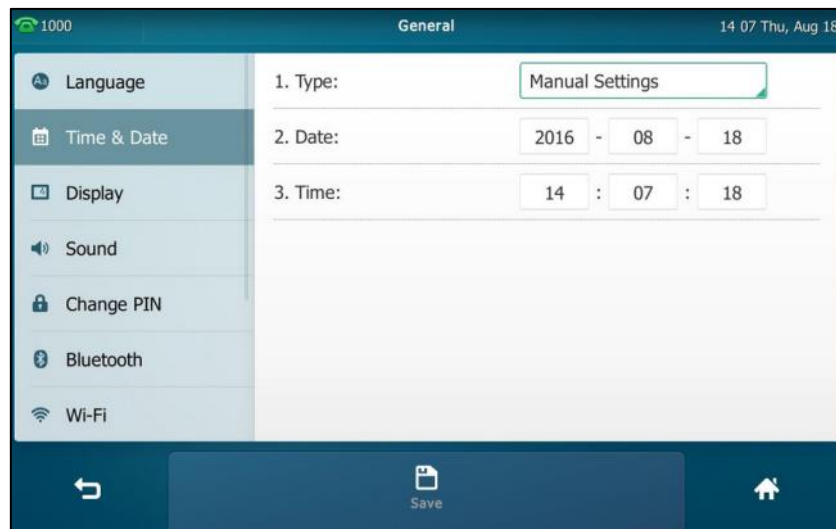 1000 General 14 07 Thu, Aug 18
Language
Time & Date
Display
Sound
Change PIN
Bluetooth
Wi-Fi
1. Type: Manual Settings
2. Date: 2016 - 08 - 18
3. Time: 14 : 07 : 18
Save